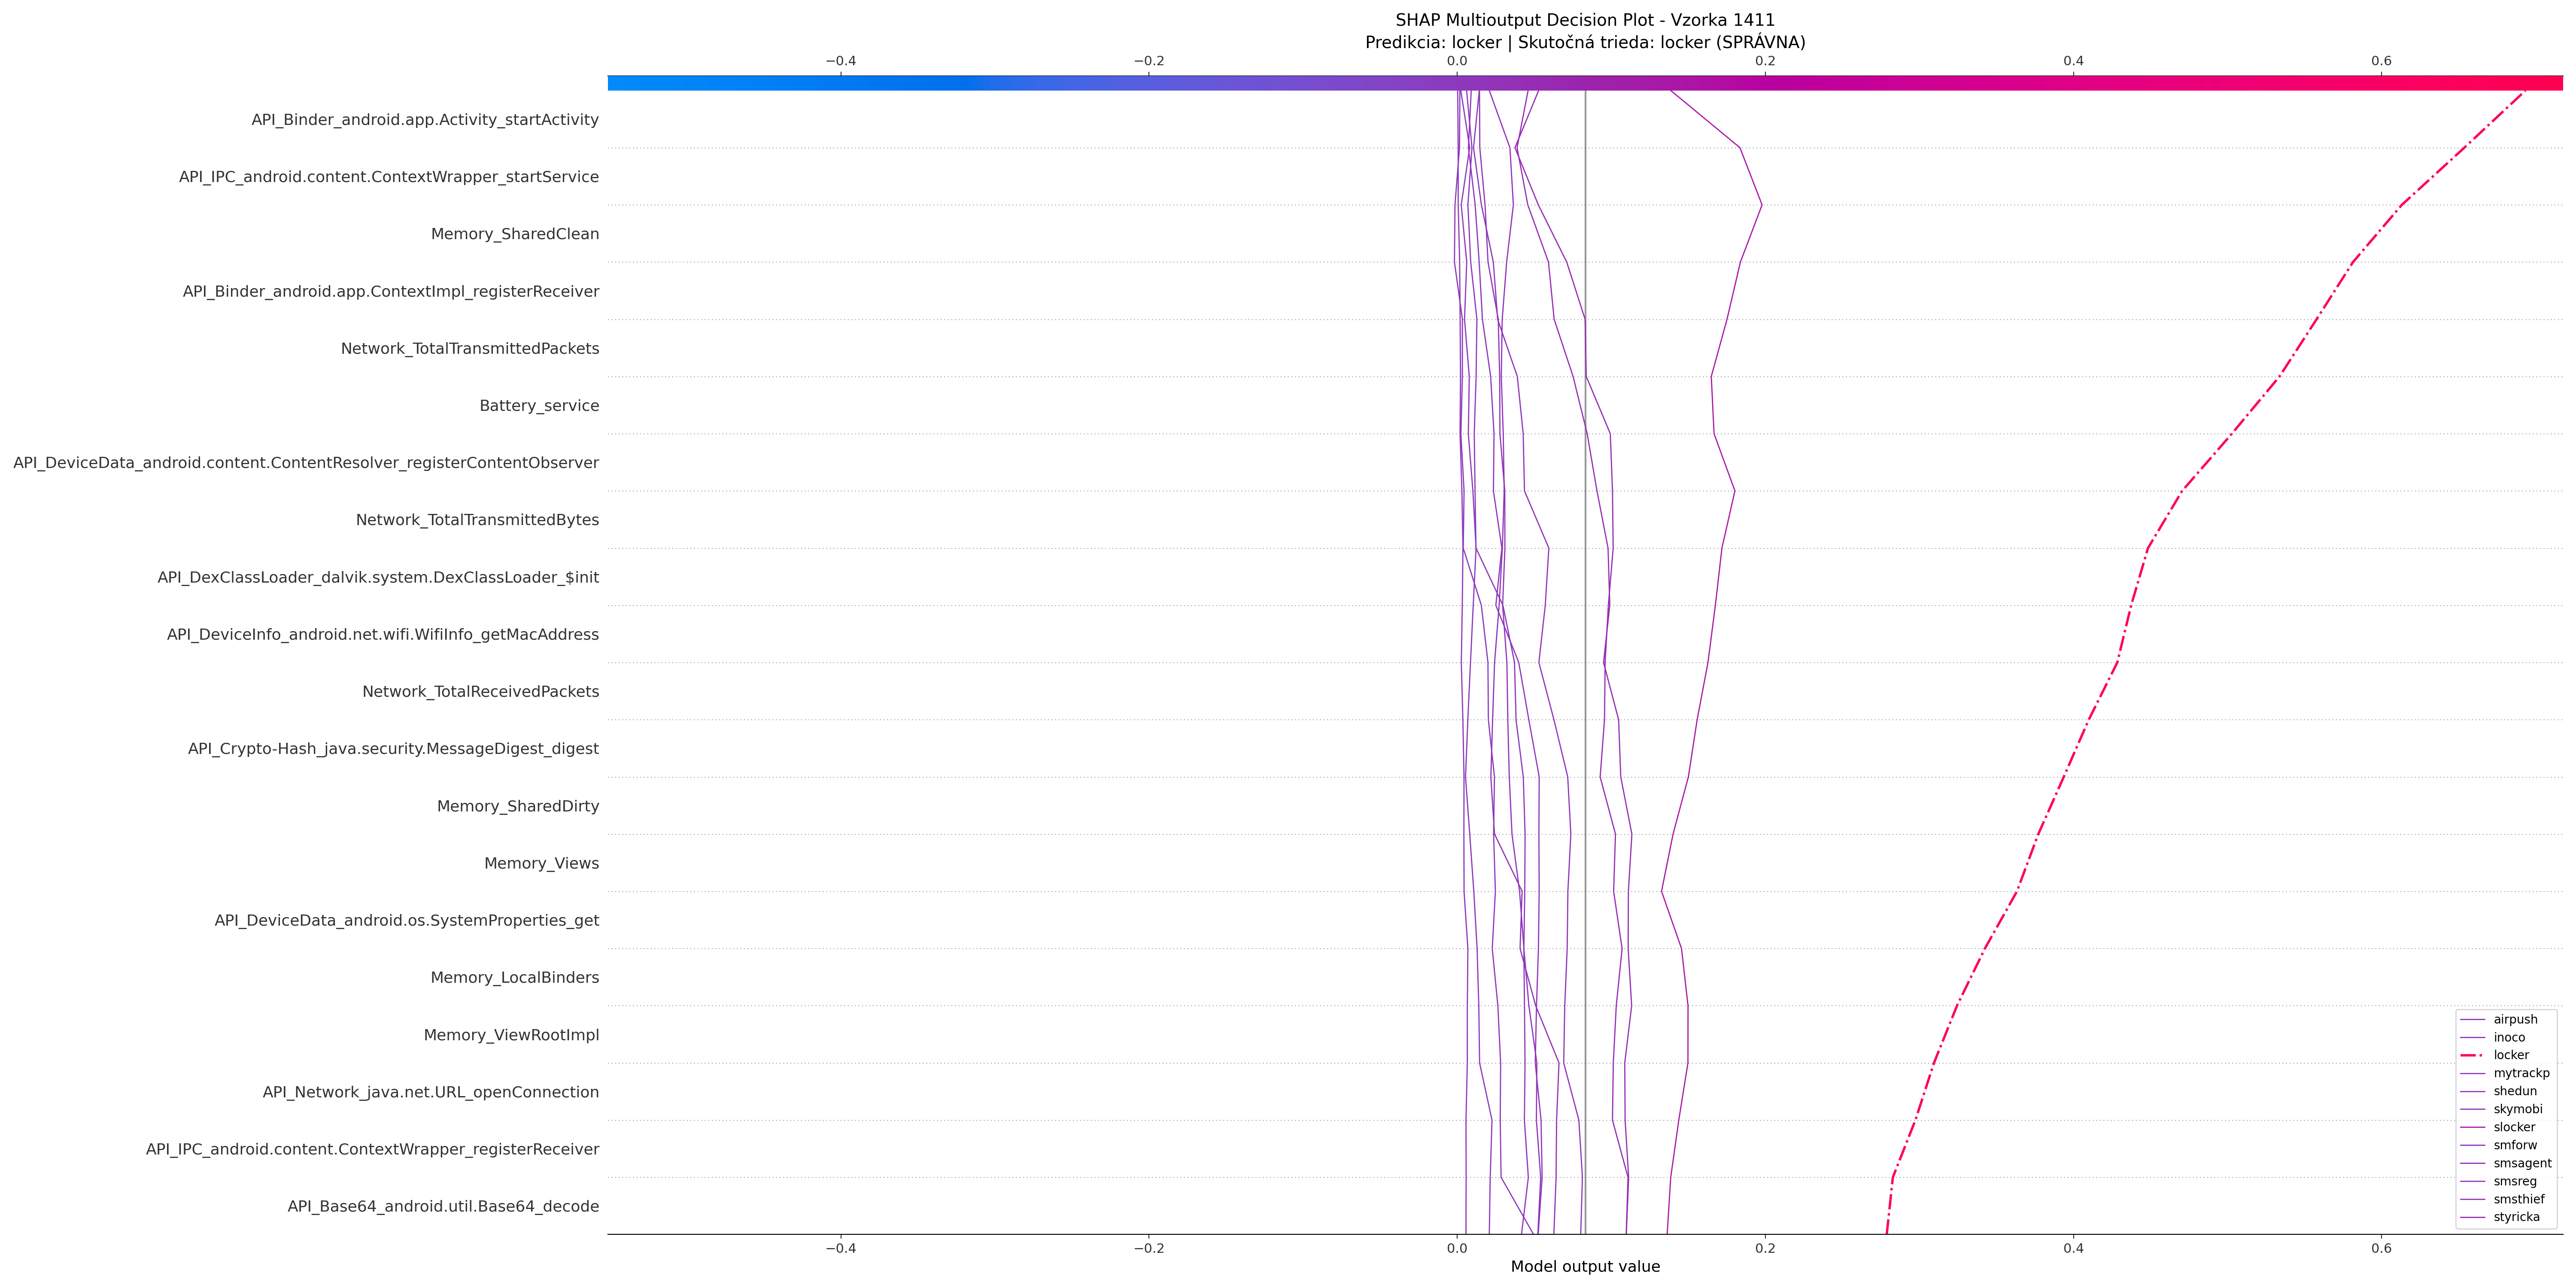 SHAP Multioutput Decision Plot - Vzorka 1411
Predikcia: locker | Skutočná trieda: locker (SPRÁVNA)
−0.4 −0.2 0.0 0.2 0.4 0.6
API_Binder_android.app.Activity_startActivity
API_IPC_android.content.ContextWrapper_startService
Memory_SharedClean
API_Binder_android.app.ContextImpl_registerReceiver
Network_TotalTransmittedPackets
Battery_service
API_DeviceData_android.content.ContentResolver_registerContentObserver
Network_TotalTransmittedBytes
API_DexClassLoader_dalvik.system.DexClassLoader_$init
API_DeviceInfo_android.net.wifi.WifiInfo_getMacAddress
Network_TotalReceivedPackets
API_Crypto-Hash_java.security.MessageDigest_digest
Memory_SharedDirty
Memory_Views
API_DeviceData_android.os.SystemProperties_get
Memory_LocalBinders
Memory_ViewRootImpl
API_Network_java.net.URL_openConnection
API_IPC_android.content.ContextWrapper_registerReceiver
API_Base64_android.util.Base64_decode
airpush
inoco
locker
mytrackp
shedun
skymobi
slocker
smforw
smsagent
smsreg
smsthief
styricka
−0.4 −0.2 0.0 0.2 0.4 0.6
Model output value